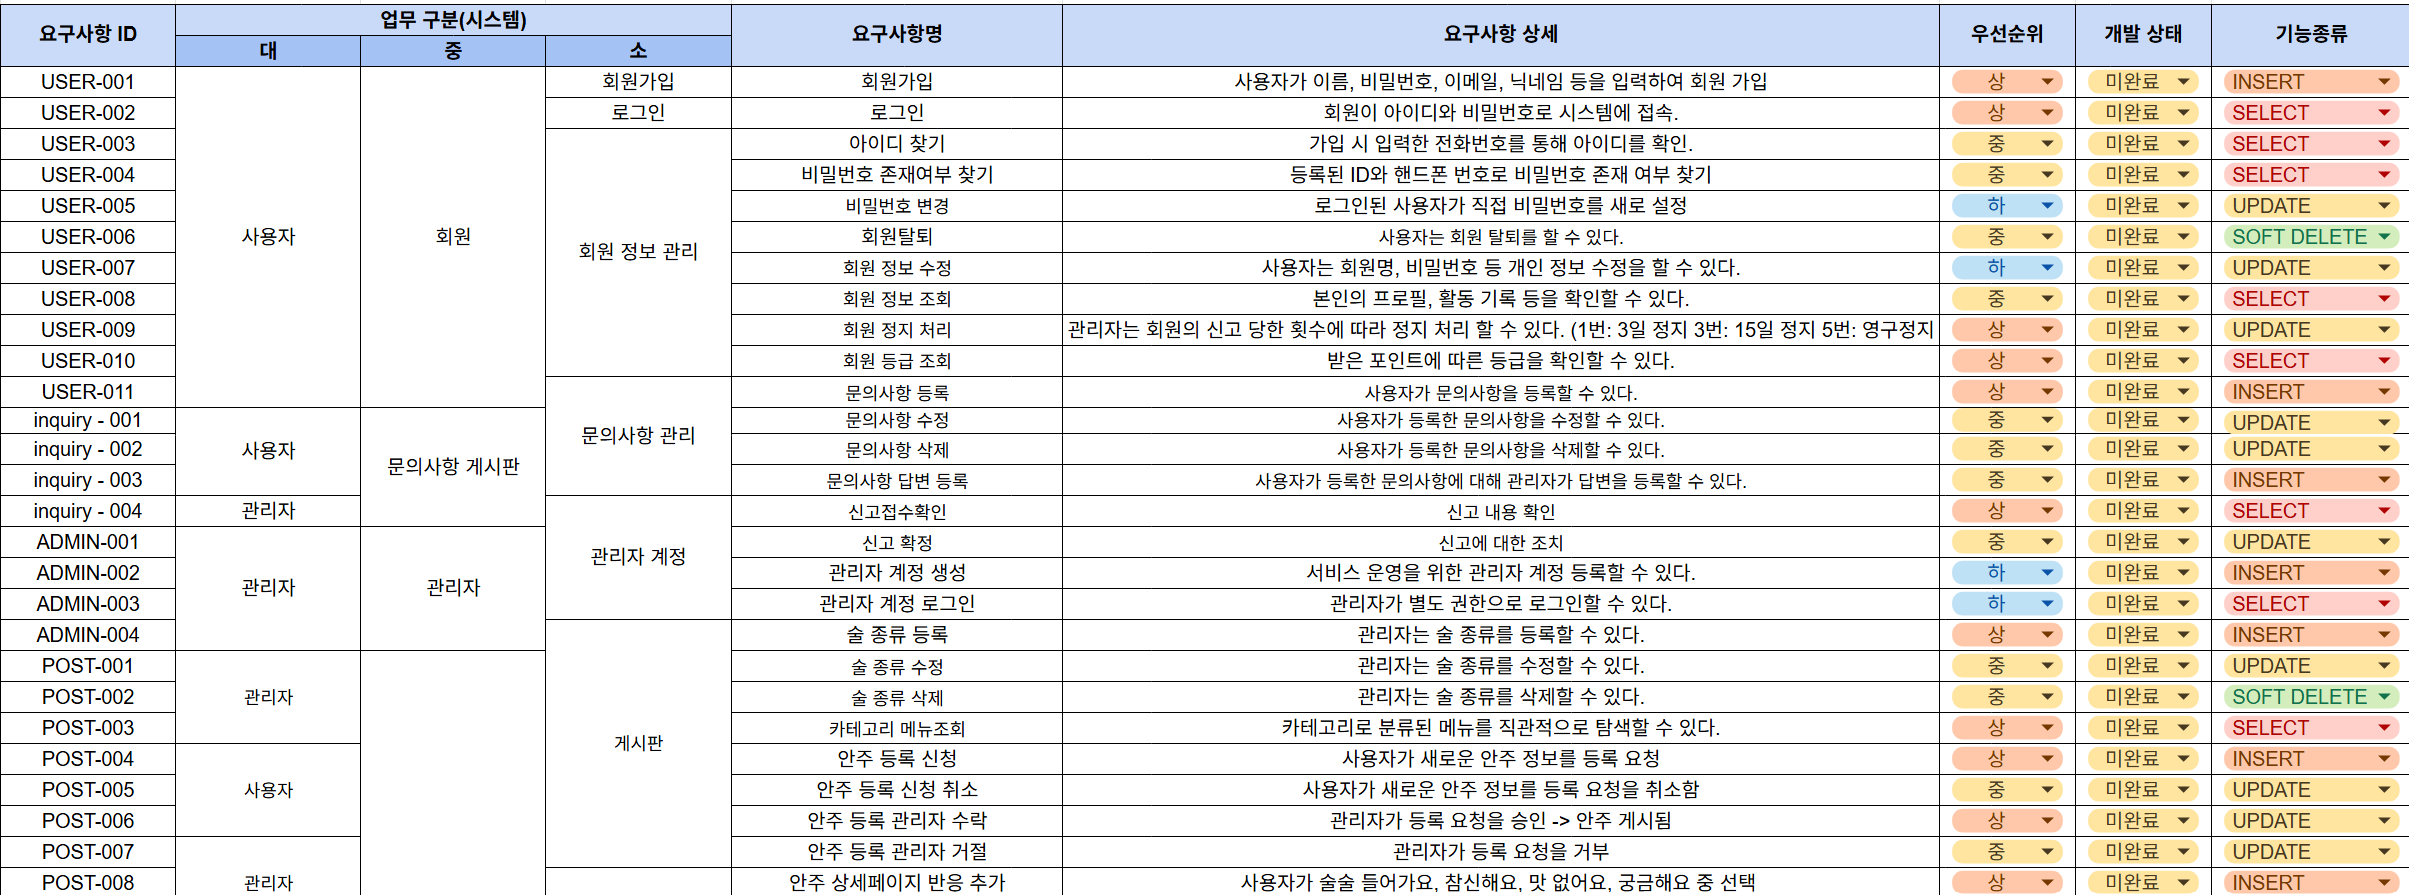 요구사항 ID 업무 구분(시스템) 요구사항명 요구사항 상세 우선순위 개발 상태 기능종류
대 중 소
USER-001 회원가입 회원가입 사용자가 이름, 비밀번호, 이메일, 닉네임 등을 입력하여 회원 가입 상 미완료 INSERT
USER-002 로그인 로그인 회원이 아이디와 비밀번호로 시스템에 접속. 상 미완료 SELECT
USER-003 아이디 찾기 가입 시 입력한 전화번호를 통해 아이디를 확인. 중 미완료 SELECT
USER-004 비밀번호 존재여부 찾기 등록된 ID와 핸드폰 번호로 비밀번호 존재 여부 찾기 중 미완료 SELECT
USER-005 비밀번호 변경 로그인된 사용자가 직접 비밀번호를 새로 설정 하 미완료 UPDATE
USER-006 사용자 회원 회원 정보 관리 회원탈퇴 사용자는 회원 탈퇴를 할 수 있다. 중 미완료 SOFT DELETE
USER-007 회원 정보 수정 사용자는 회원명, 비밀번호 등 개인 정보 수정을 할 수 있다. 하 미완료 UPDATE
USER-008 회원 정보 조회 본인의 프로필, 활동 기록 등을 확인할 수 있다. 중 미완료 SELECT
USER-009 회원 정지 처리 관리자는 회원의 신고 당한 횟수에 따라 정지 처리 할 수 있다. (1번: 3일 정지 3번: 15일 정지 5번: 영구정지 상 미완료 UPDATE
USER-010 회원 등급 조회 받은 포인트에 따른 등급을 확인할 수 있다. 상 미완료 SELECT
USER-011 문의사항 등록 사용자가 문의사항을 등록할 수 있다. 상 미완료 INSERT
inquiry - 001 문의사항 관리 문의사항 수정 사용자가 등록한 문의사항을 수정할 수 있다. 중 미완료 UPDATE
inquiry - 002 사용자 문의사항 게시판 문의사항 삭제 사용자가 등록한 문의사항을 삭제할 수 있다. 중 미완료 UPDATE
inquiry - 003 문의사항 답변 등록 사용자가 등록한 문의사항에 대해 관리자가 답변을 등록할 수 있다. 중 미완료 INSERT
inquiry - 004 관리자 신고접수확인 신고 내용 확인 상 미완료 SELECT
ADMIN-001 관리자 계정 신고 확정 신고에 대한 조치 중 미완료 UPDATE
ADMIN-002 관리자 관리자 관리자 계정 생성 서비스 운영을 위한 관리자 계정 등록할 수 있다. 하 미완료 INSERT
ADMIN-003 관리자 계정 로그인 관리자가 별도 권한으로 로그인할 수 있다. 하 미완료 SELECT
ADMIN-004 술 종류 등록 관리자는 술 종류를 등록할 수 있다. 상 미완료 INSERT
POST-001 술 종류 수정 관리자는 술 종류를 수정할 수 있다. 중 미완료 UPDATE
POST-002 관리자 술 종류 삭제 관리자는 술 종류를 삭제할 수 있다. 중 미완료 SOFT DELETE
POST-003 게시판 카테고리 메뉴조회 카테고리로 분류된 메뉴를 직관적으로 탐색할 수 있다. 상 미완료 SELECT
POST-004 안주 등록 신청 사용자가 새로운 안주 정보를 등록 요청 상 미완료 INSERT
POST-005 사용자 안주 등록 신청 취소 사용자가 새로운 안주 정보를 등록 요청을 취소함 중 미완료 UPDATE
POST-006 안주 등록 관리자 수락 관리자가 등록 요청을 승인 -> 안주 게시됨 상 미완료 UPDATE
POST-007 안주 등록 관리자 거절 관리자가 등록 요청을 거부 중 미완료 UPDATE
POST-008 관리자 안주 상세페이지 반응 추가 사용자가 술술 들어가요, 참신해요, 맛 없어요, 궁금해요 중 선택 상 미완료 INSERT